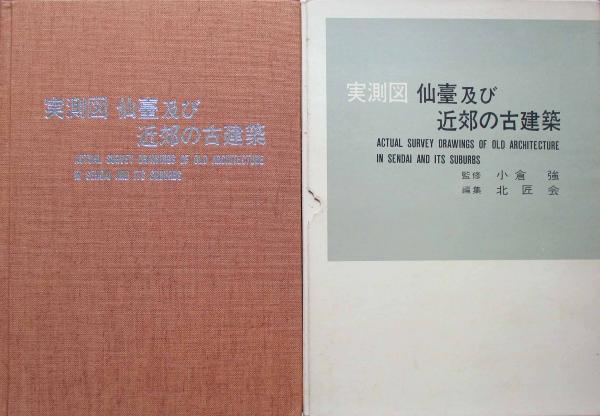 実測図 仙臺及び
近郊の古建築
ACTUAL SURVEY DRAWINGS OF OLD ARCHITECTURE
IN SENDAI AND ITS SUBURBS
実測図 仙臺及び
近郊の古建築
ACTUAL SURVEY DRAWINGS OF OLD ARCHITECTURE
IN SENDAI AND ITS SUBURBS
監修 小倉 強
編集 北匠会